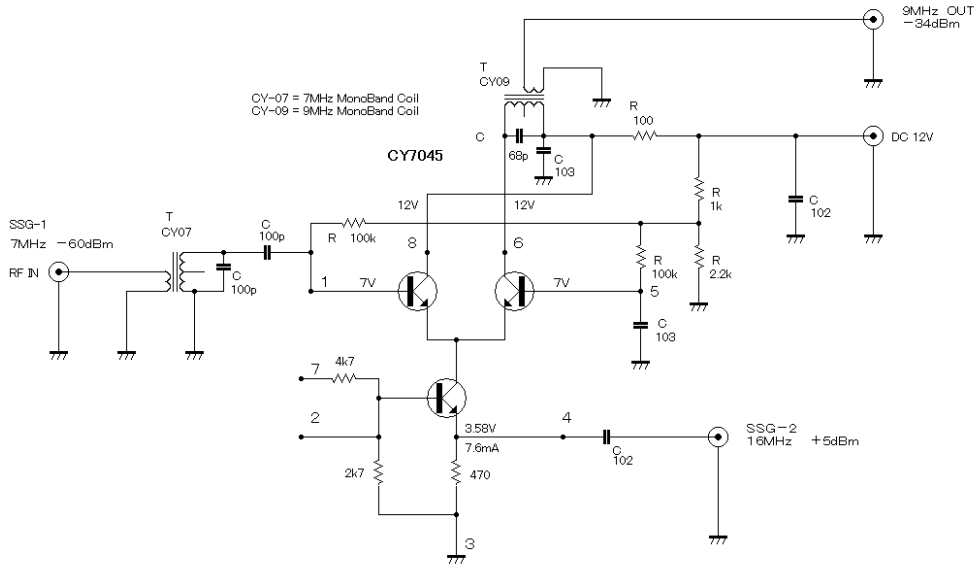 9MHz OUT
-34dBm
T
CY09
CY-07 = 7MHz MonoBand Coil
CY-09 = 9MHz MonoBand Coil
R
100
C
68p
C
103
DC 12V
CY7045
R
1k
C
102
12V
12V
SSG-1
7MHz -60dBm
RF IN
T
CY07
C
100p
C
100p
R 100k
8
6
R
100k
R
2.2k
1
7V
7V
5
C
103
7
4k7
2
4
3.58V
7.6mA
C
102
SSG-2
16MHz +5dBm
2k7
470
3